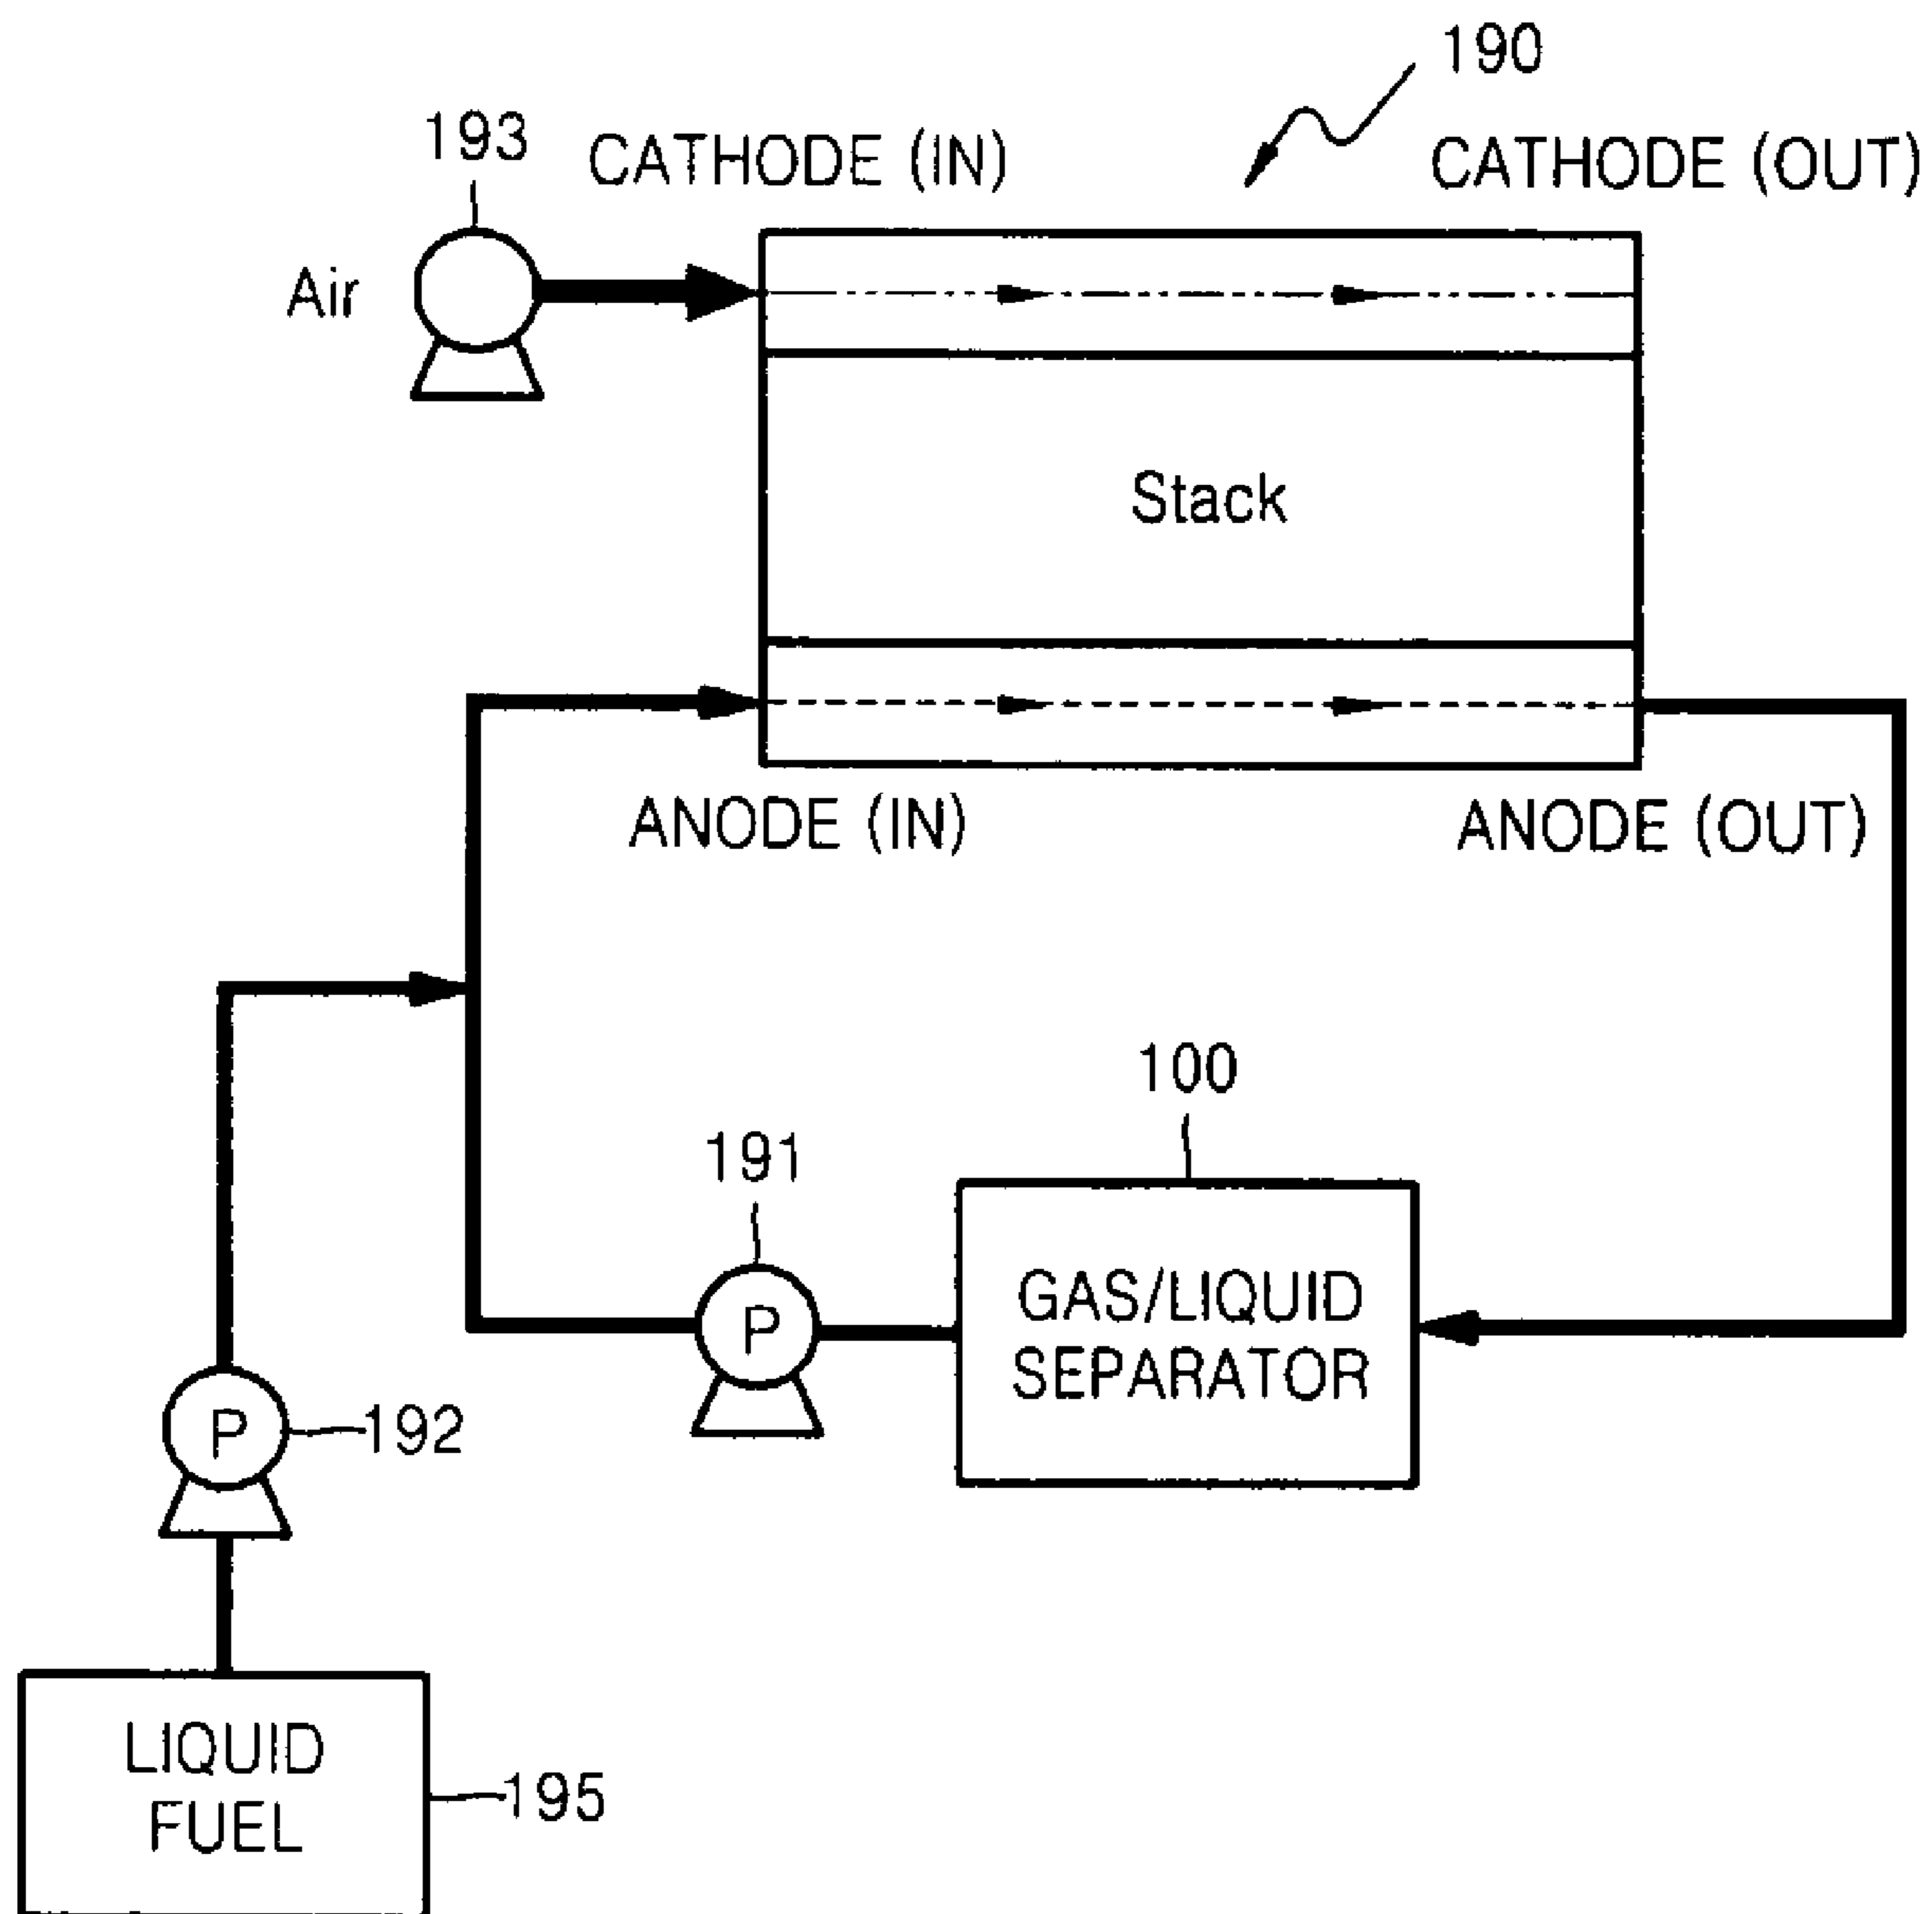 190
193
CATHODE (IN)
CATHODE (OUT)
Air
Stack
ANODE (IN)
ANODE (OUT)
100
191
P
GAS/LIQUID
SEPARATOR
P
192
LIQUID
FUEL
195